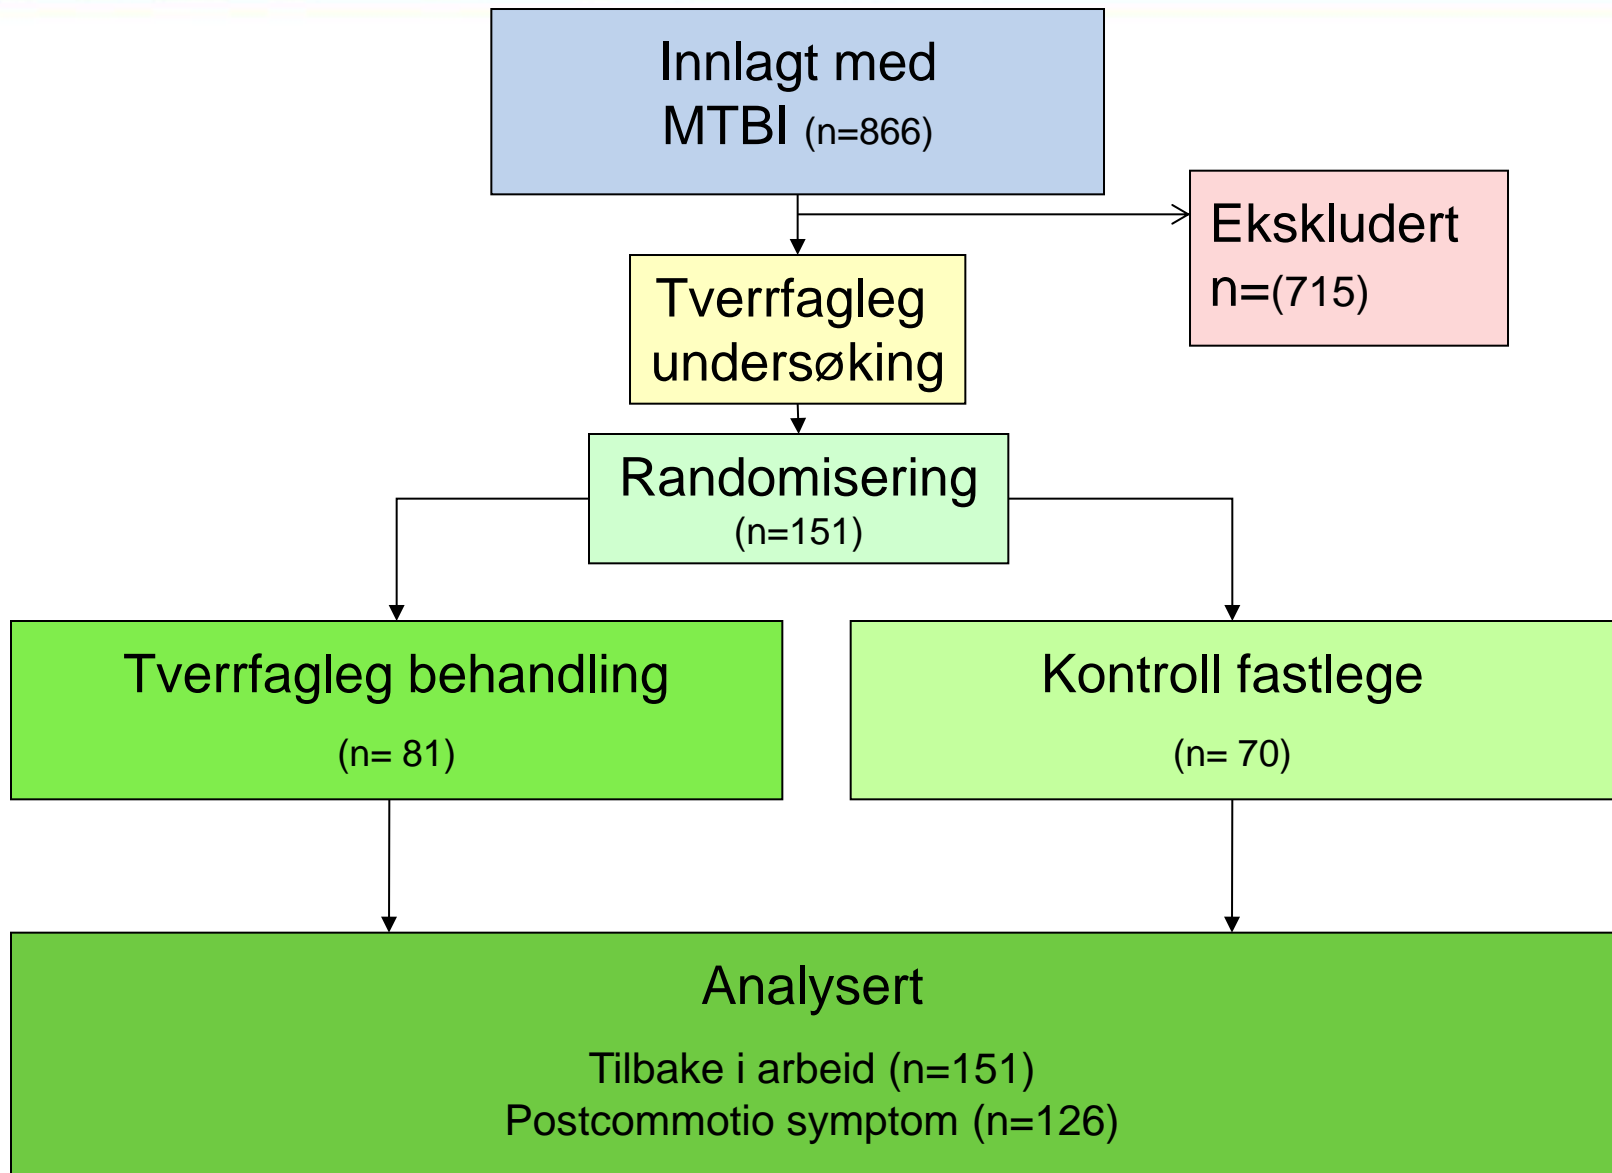 Innlagt med
MTBI (n=866)
Ekskludert
n=(715)
Tverrfagleg
undersøking
Randomisering
(n=151)
Tverrfagleg behandling
(n= 81)
Kontroll fastlege
(n= 70)
Analysert
Tilbake i arbeid (n=151)
Postcommotio symptom (n=126)